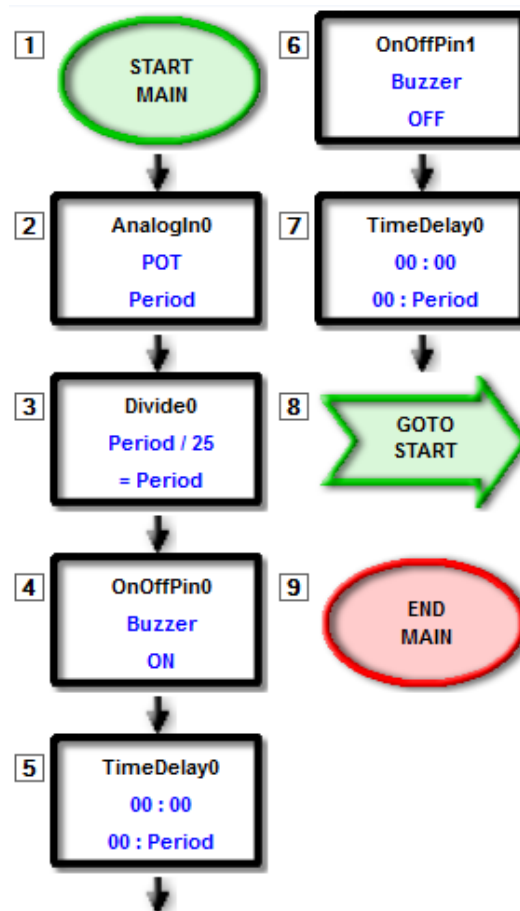 1
START
MAIN
2
AnalogIn0
POT
Period
3
Divide0
Period / 25
= Period
4
OnOffPin0
Buzzer
ON
5
TimeDelay0
00 : 00
00 : Period
6
OnOffPin1
Buzzer
OFF
7
TimeDelay0
00 : 00
00 : Period
8
GOTO
START
9
END
MAIN